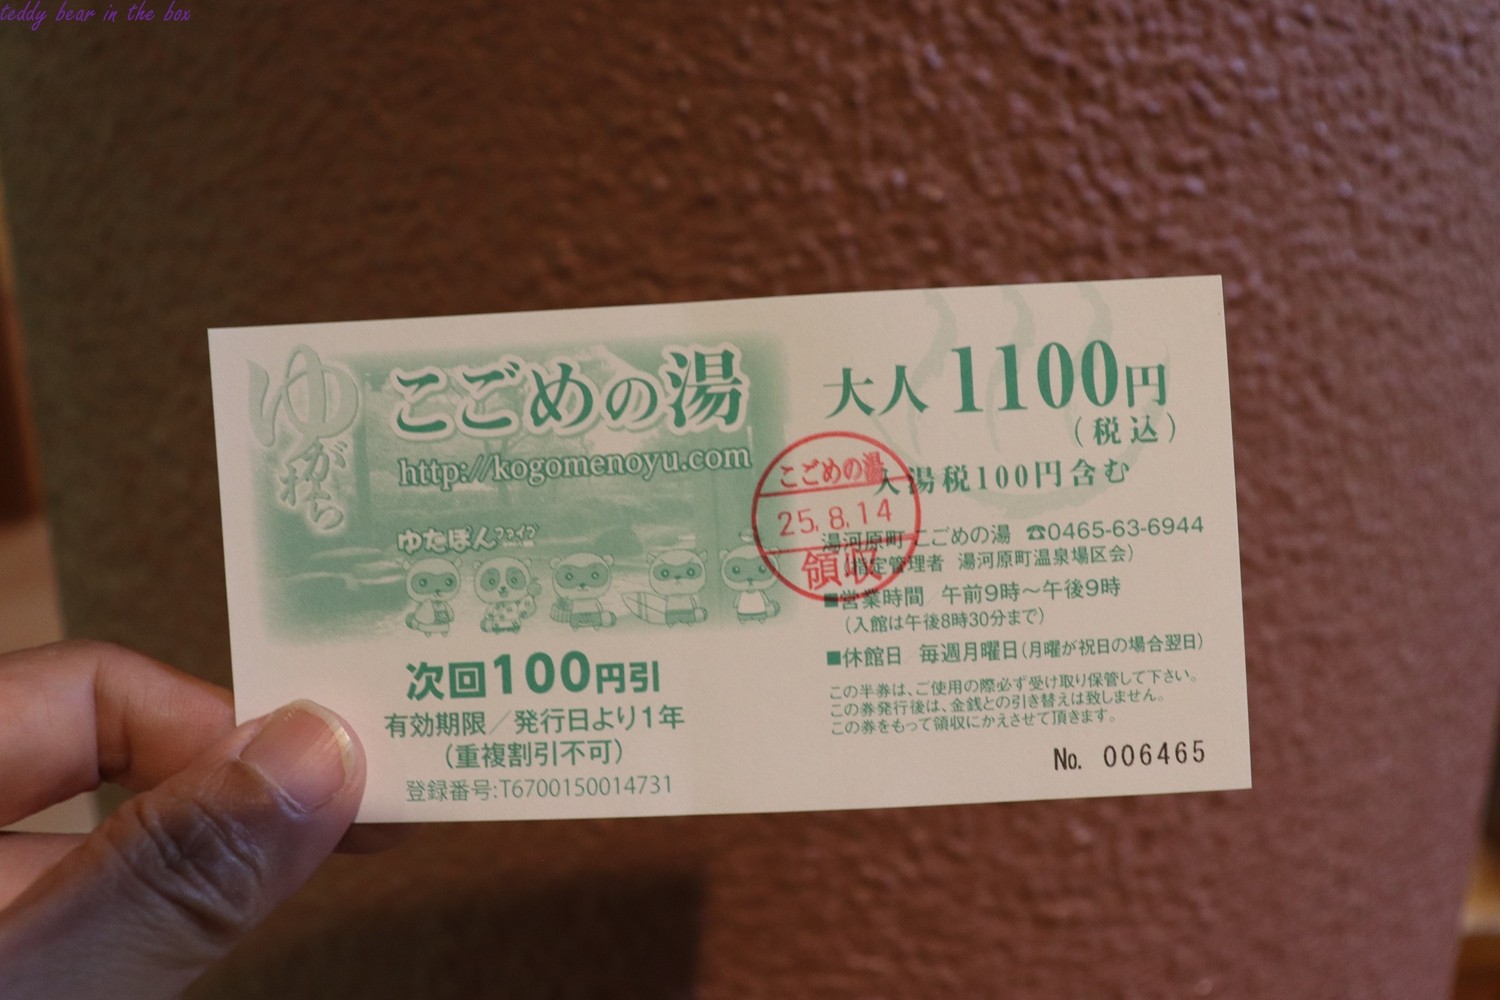 teddy bear in the box
ゆがわら
こごめの湯
http://kogomenoyu.com
ゆたぽんファイブ
次回100円引
有効期限／発行日より1年
(重複割引不可)
登録番号:T6700150014731
大人1100円
(税込)
入湯税100円含む
こごめの湯
25.8.14
領収
湯河原町 こごめの湯 ☎0465-63-6944
(指定管理者 湯河原町温泉場区会)
■営業時間 午前9時～午後9時
(入館は午後8時30分まで)
■休館日 毎週月曜日(月曜が祝日の場合翌日)
この半券は、ご使用の際必ず受け取り保管して下さい。
この券発行後は、金銭との引き替えは致しません。
この券をもって領収にかえさせて頂きます。
No. 006465